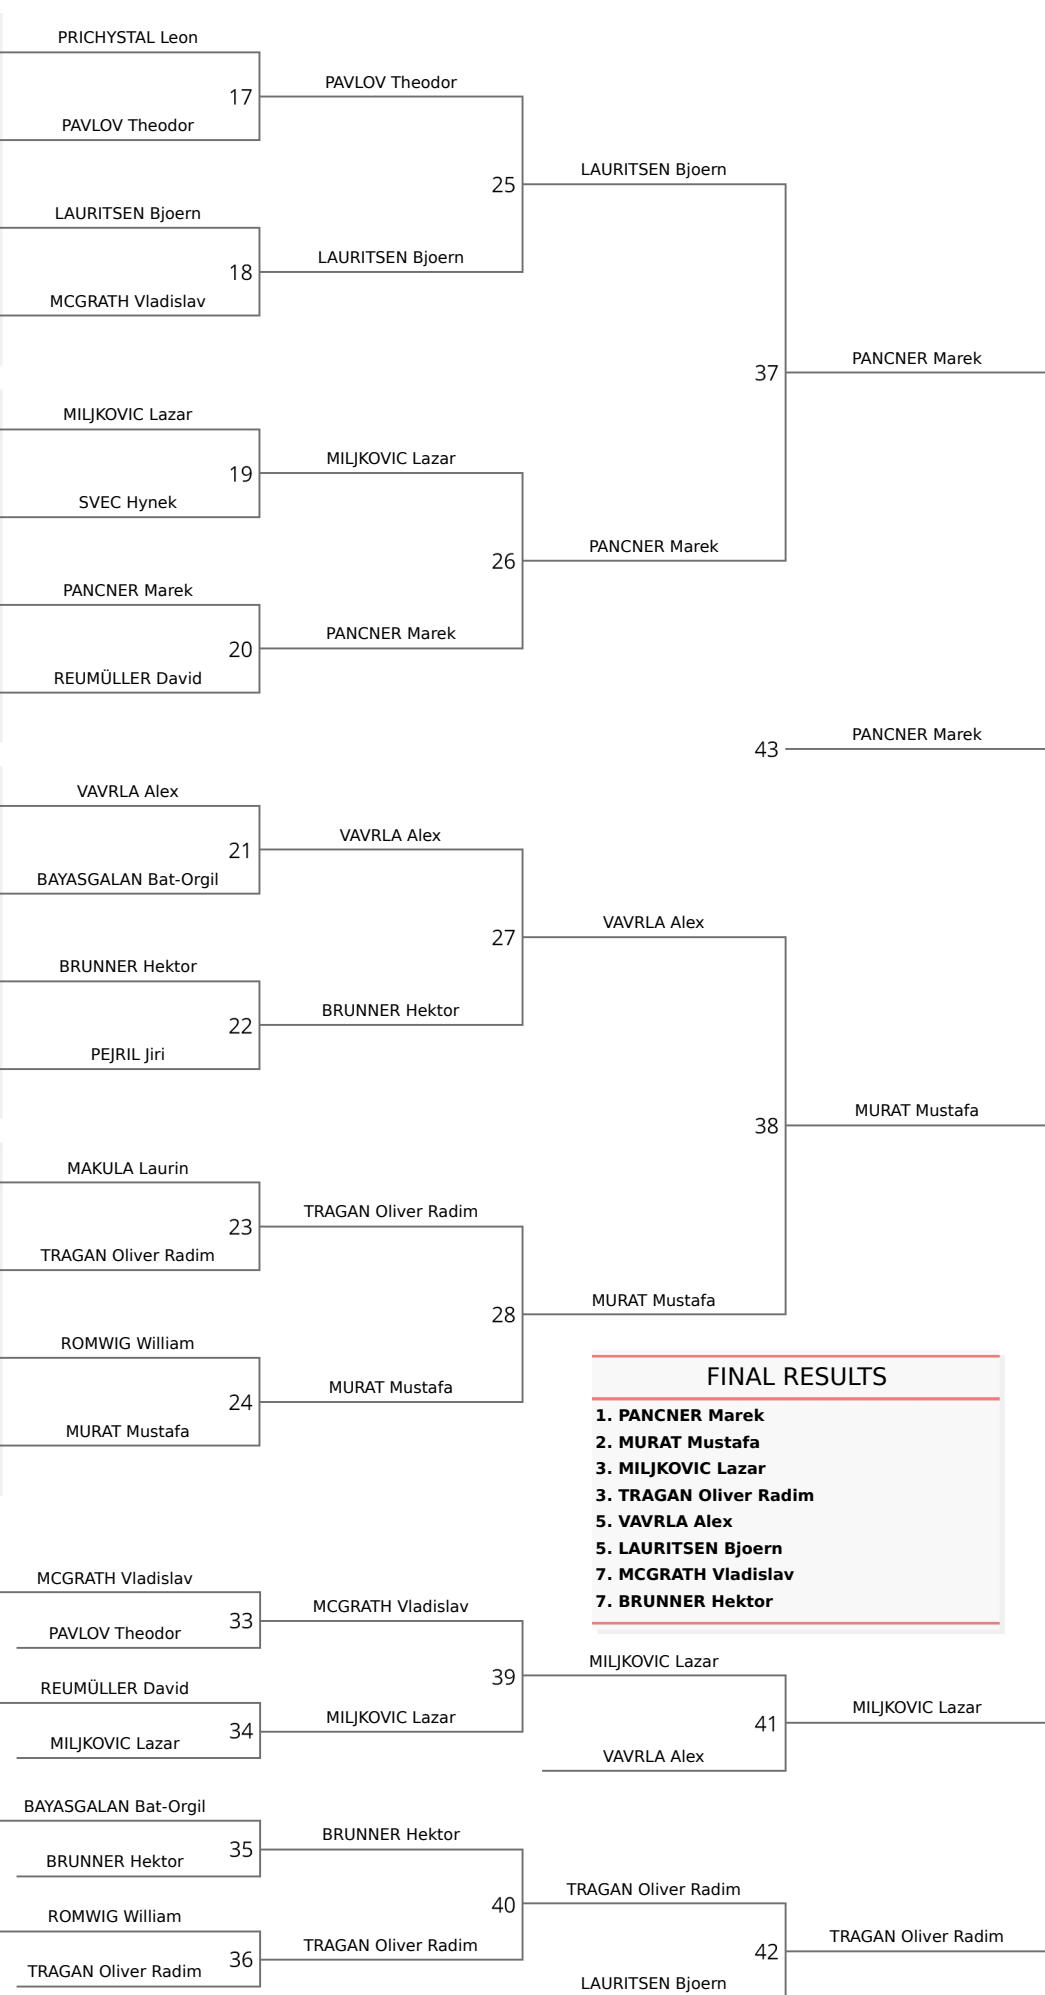 PRICHYSTAL Leon
17
PAVLOV Theodor
PAVLOV Theodor
25
LAURITSEN Bjoern
LAURITSEN Bjoern
18
LAURITSEN Bjoern
MCGRATH Vladislav
37
PANCNER Marek
MILJKOVIC Lazar
19
MILJKOVIC Lazar
SVEC Hynek
26
PANCNER Marek
PANCNER Marek
20
PANCNER Marek
REUMÜLLER David
43
PANCNER Marek
VAVRLA Alex
21
VAVRLA Alex
BAYASGALAN Bat-Orgil
27
VAVRLA Alex
BRUNNER Hektor
22
BRUNNER Hektor
PEJRIL Jiri
38
MURAT Mustafa
MAKULA Laurin
23
TRAGAN Oliver Radim
TRAGAN Oliver Radim
28
MURAT Mustafa
ROMWIG William
24
MURAT Mustafa
MURAT Mustafa
FINAL RESULTS
1. PANCNER Marek
2. MURAT Mustafa
3. MILJKOVIC Lazar
3. TRAGAN Oliver Radim
5. VAVRLA Alex
5. LAURITSEN Bjoern
7. MCGRATH Vladislav
7. BRUNNER Hektor
MCGRATH Vladislav
33
MCGRATH Vladislav
PAVLOV Theodor
39
MILJKOVIC Lazar
REUMÜLLER David
34
MILJKOVIC Lazar
MILJKOVIC Lazar
41
MILJKOVIC Lazar
VAVRLA Alex
BAYASGALAN Bat-Orgil
35
BRUNNER Hektor
BRUNNER Hektor
40
TRAGAN Oliver Radim
ROMWIG William
36
TRAGAN Oliver Radim
TRAGAN Oliver Radim
42
TRAGAN Oliver Radim
LAURITSEN Bjoern